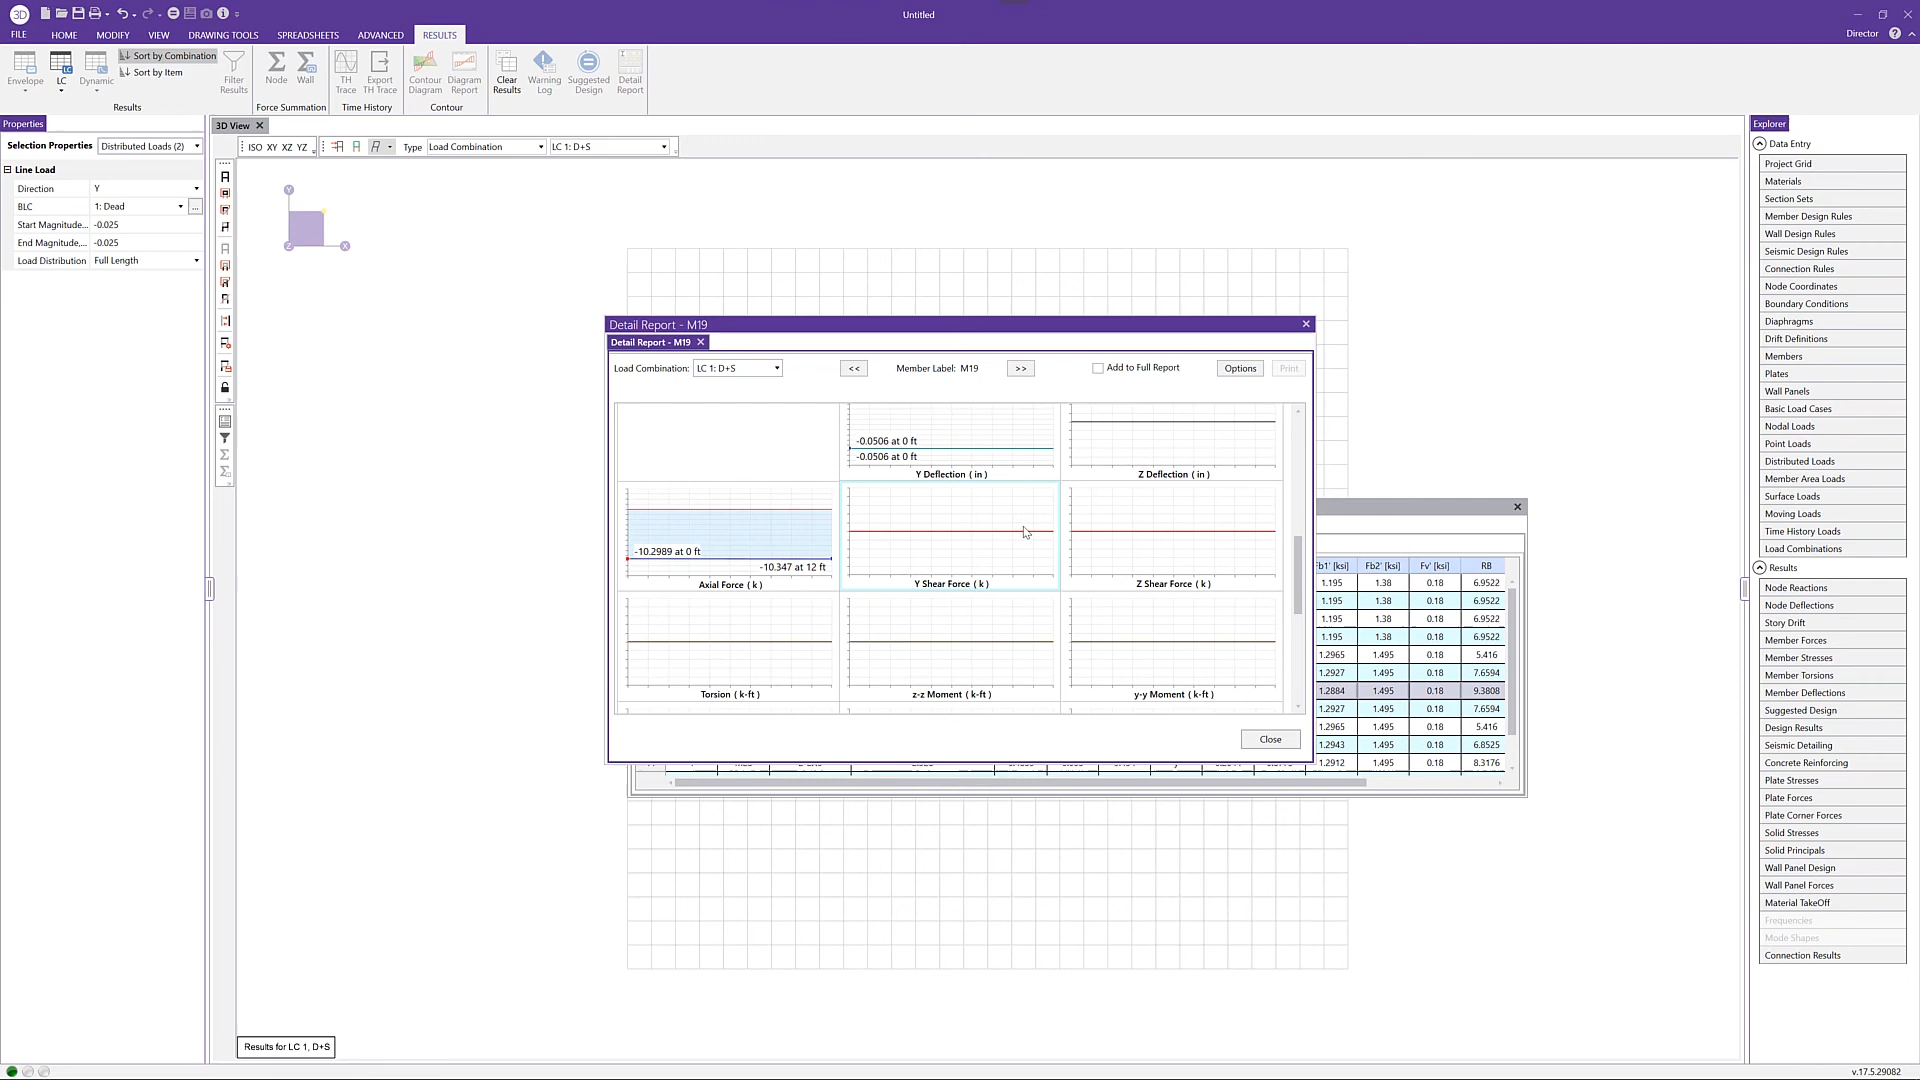 3D
Untitled
FILE HOME MODIFY VIEW DRAWING TOOLS SPREADSHEETS ADVANCED RESULTS
Director
Envelope LC Dynamic
Sort by Combination
Sort by Item
Filter Results
Results
Node Wall
Force Summation
TH Trace
Export TH Trace
Time History
Contour Diagram
Diagram Report
Contour
Clear Results
Warning Log
Suggested Design
Detail Report
Properties
Selection Properties Distributed Loads (2)
Line Load
Direction Y
BLC 1: Dead ...
Start Magnitude... -0.025
End Magnitude,... -0.025
Load Distribution Full Length
3D View
ISO XY XZ YZ Type Load Combination LC 1: D+S
Y
Z X
Detail Report - M19
Detail Report - M19
Load Combination: LC 1: D+S << Member Label: M19 >> Add to Full Report Options Print
-0.0506 at 0 ft
-0.0506 at 0 ft
Y Deflection ( in ) Z Deflection ( in )
-10.2989 at 0 ft
-10.347 at 12 ft
Axial Force ( k ) Y Shear Force ( k ) Z Shear Force ( k )
Torsion ( k-ft ) z-z Moment ( k-ft ) y-y Moment ( k-ft )
Close
Fb1' [ksi] Fb2' [ksi] Fv' [ksi] RB
1.195 1.38 0.18 6.9522
1.195 1.38 0.18 6.9522
1.195 1.38 0.18 6.9522
1.195 1.38 0.18 6.9522
1.2965 1.495 0.18 5.416
1.2927 1.495 0.18 7.6594
1.2884 1.495 0.18 9.3808
1.2927 1.495 0.18 7.6594
1.2965 1.495 0.18 5.416
1.2943 1.495 0.18 6.8525
1.2912 1.495 0.18 8.3176
Explorer
Data Entry
Project Grid
Materials
Section Sets
Member Design Rules
Wall Design Rules
Seismic Design Rules
Connection Rules
Node Coordinates
Boundary Conditions
Diaphragms
Drift Definitions
Members
Plates
Wall Panels
Basic Load Cases
Nodal Loads
Point Loads
Distributed Loads
Member Area Loads
Surface Loads
Moving Loads
Time History Loads
Load Combinations
Results
Node Reactions
Node Deflections
Story Drift
Member Forces
Member Stresses
Member Torsions
Member Deflections
Suggested Design
Design Results
Seismic Detailing
Concrete Reinforcing
Plate Stresses
Plate Forces
Plate Corner Forces
Solid Stresses
Solid Principals
Wall Panel Design
Wall Panel Forces
Material TakeOff
Frequencies
Mode Shapes
Connection Results
Results for LC 1, D+S
v.17.5.29082